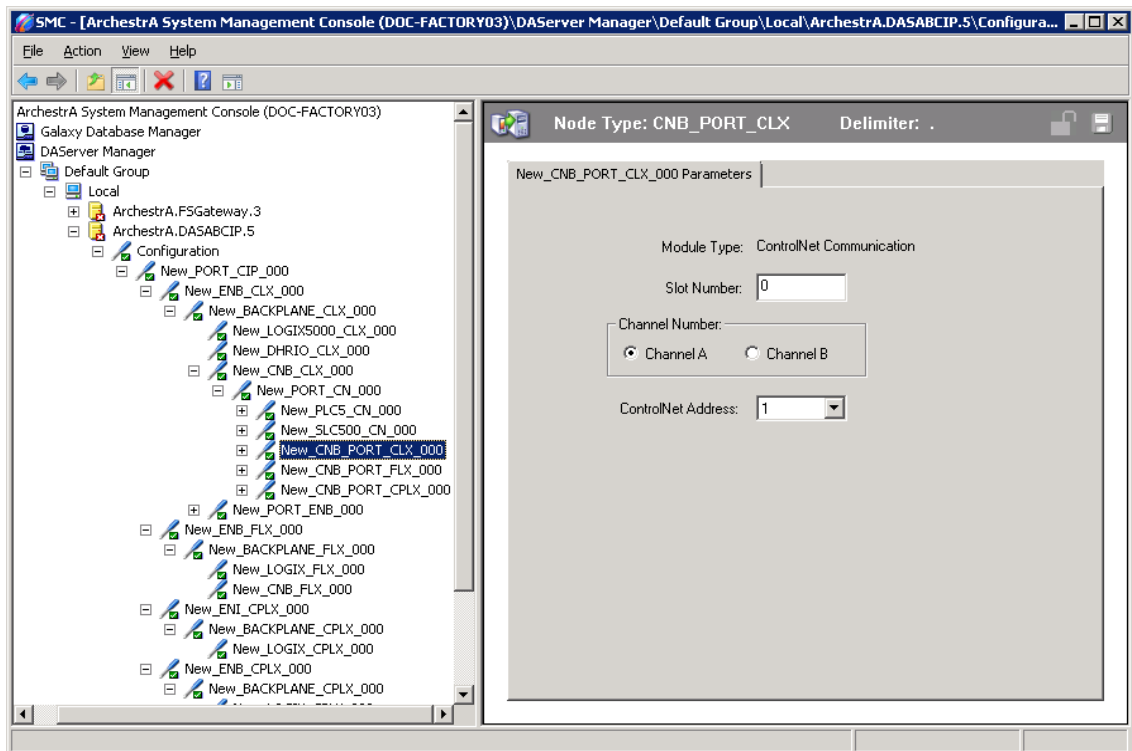 SMC - [ArchestrA System Management Console (DOC-FACTORY03)\DAServer Manager\Default Group\Local\ArchestrA.DASABCIP.5\Configura...
File Action View Help
ArchestrA System Management Console (DOC-FACTORY03)
Galaxy Database Manager
DAServer Manager
Default Group
Local
ArchestrA.FSGateway.3
ArchestrA.DASABCIP.5
Configuration
New_PORT_CIP_000
New_ENB_CLX_000
New_BACKPLANE_CLX_000
New_LOGIX5000_CLX_000
New_DHRIO_CLX_000
New_CNB_CLX_000
New_PORT_CN_000
New_PLC5_CN_000
New_SLC500_CN_000
New_CNB_PORT_CLX_000
New_CNB_PORT_FLX_000
New_CNB_PORT_CPLX_000
New_PORT_ENB_000
New_ENB_FLX_000
New_BACKPLANE_FLX_000
New_LOGIX_FLX_000
New_CNB_FLX_000
New_ENI_CPLX_000
New_BACKPLANE_CPLX_000
New_LOGIX_CPLX_000
New_ENB_CPLX_000
New_BACKPLANE_CPLX_000
Node Type: CNB_PORT_CLX Delimiter: .
New_CNB_PORT_CLX_000 Parameters
Module Type: ControlNet Communication
Slot Number: 0
Channel Number:
Channel A Channel B
ControlNet Address: 1